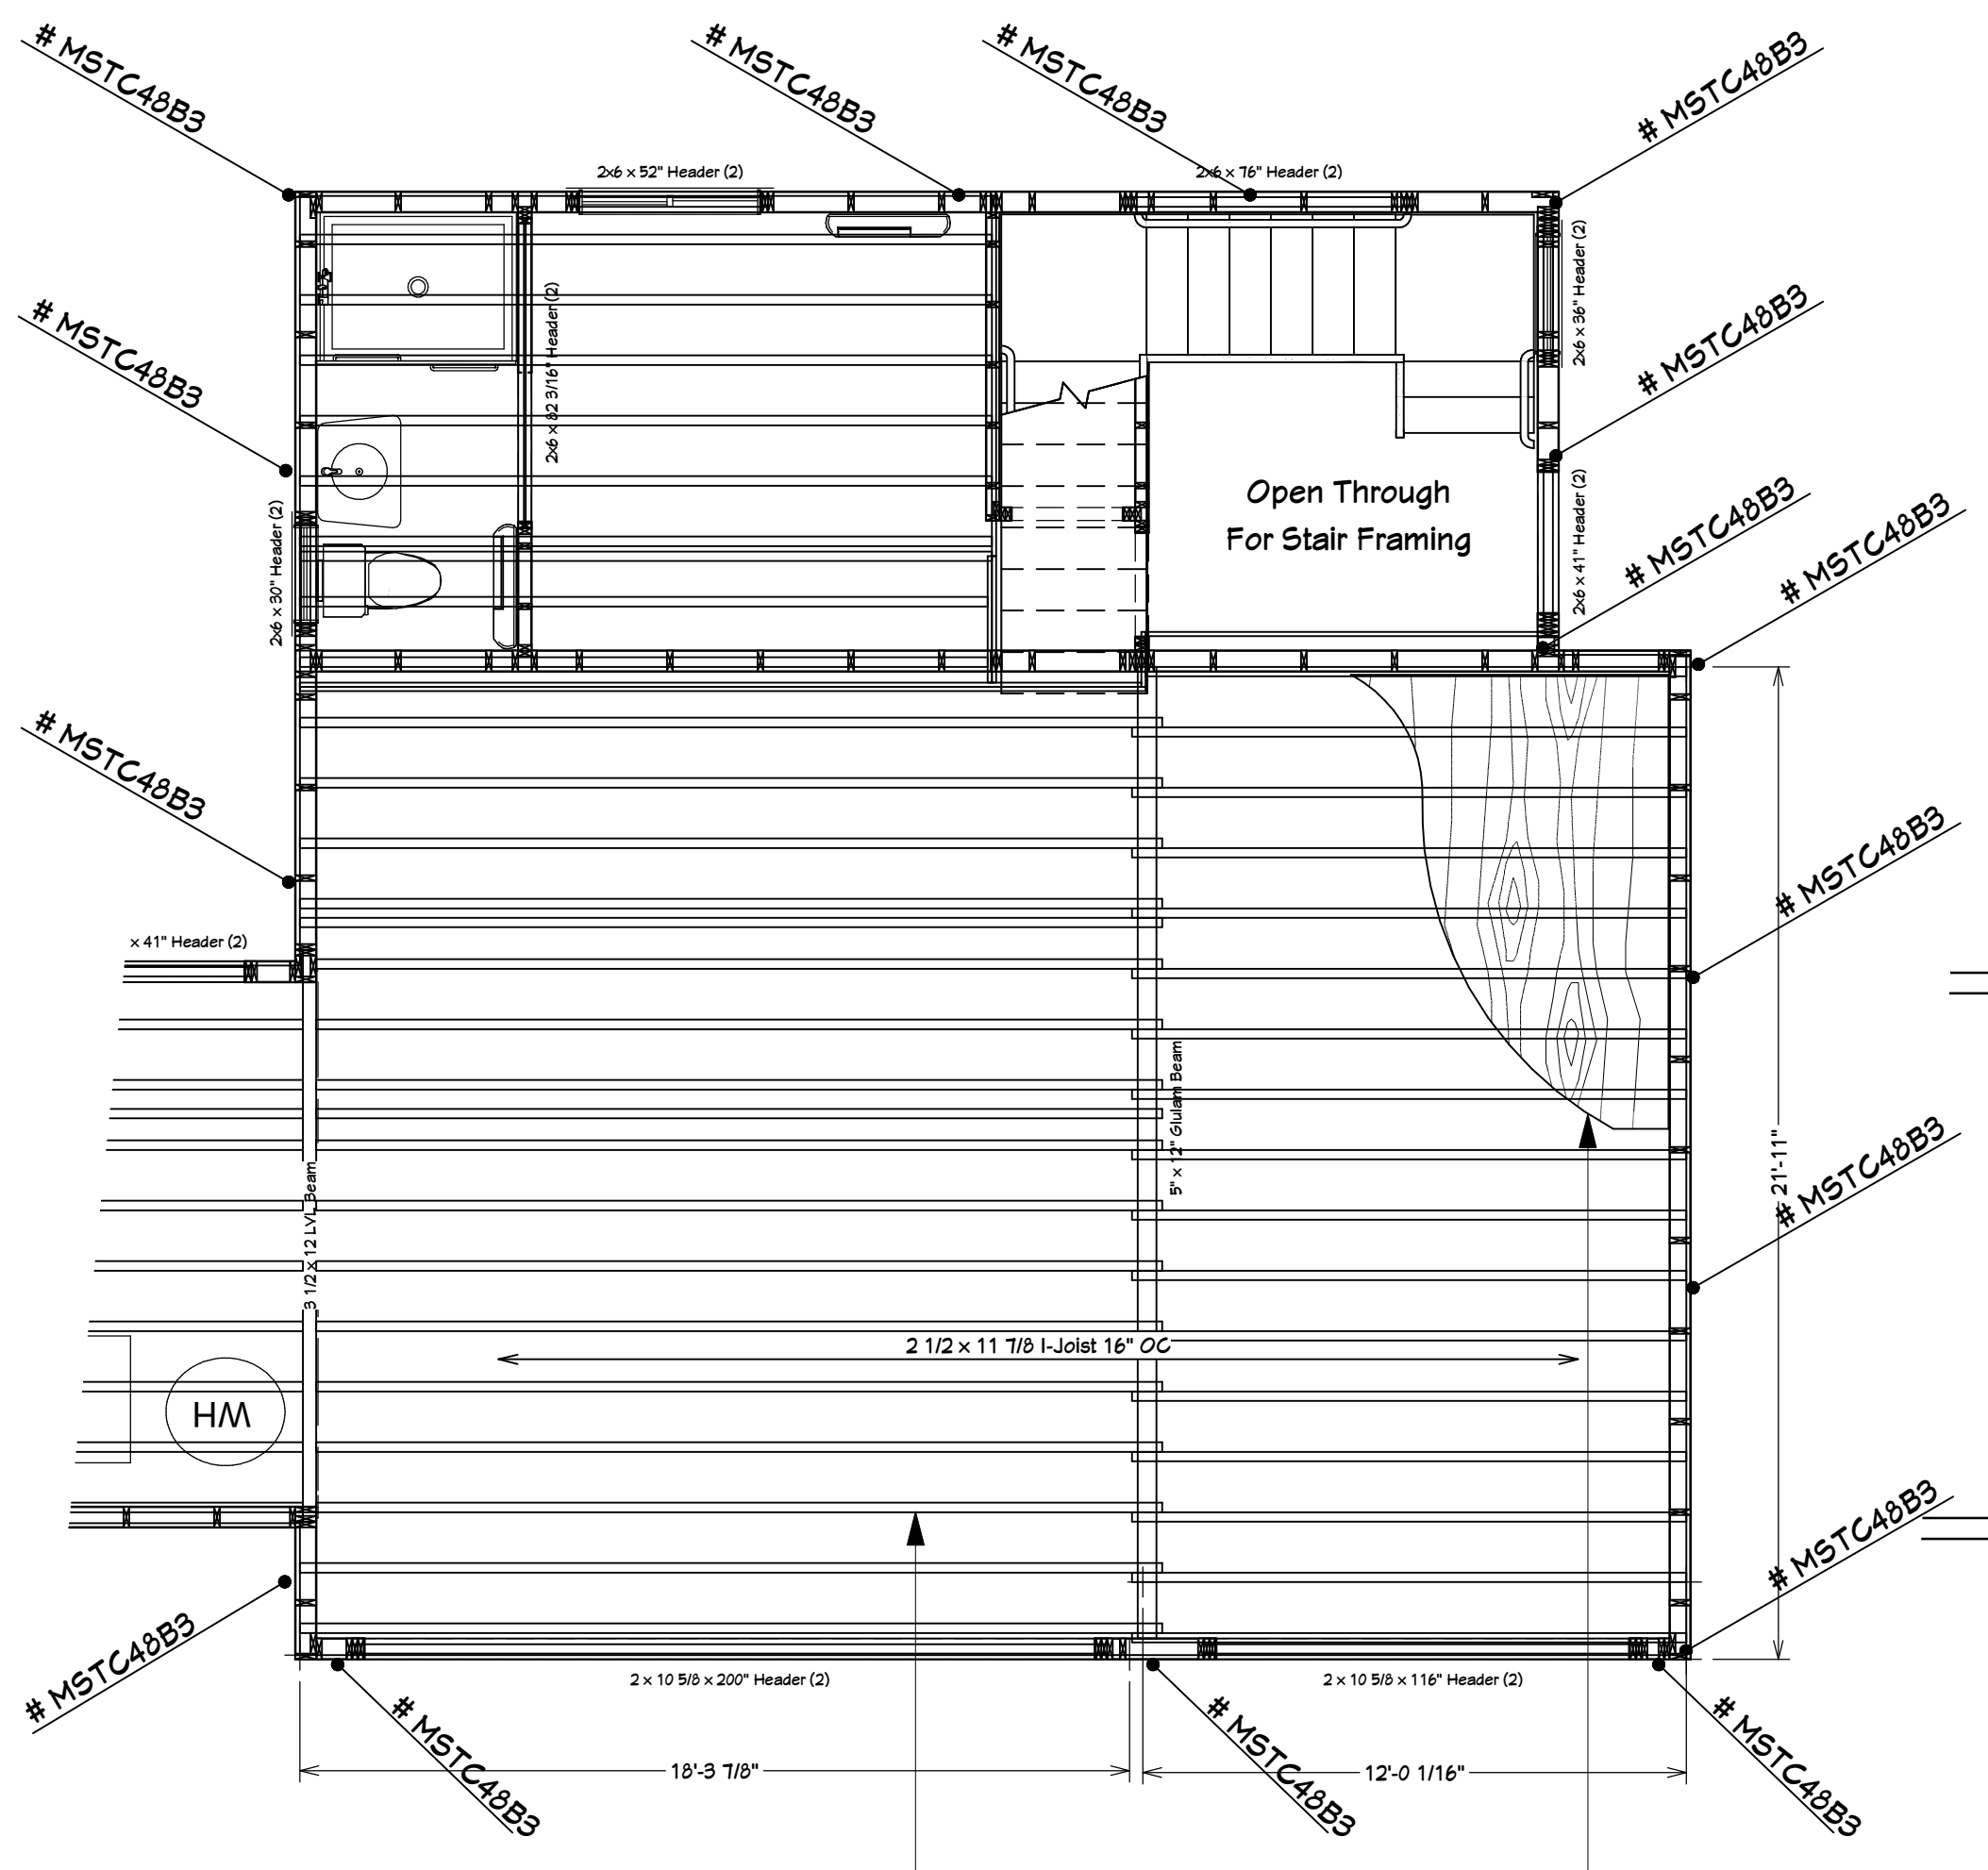 # MSTC48B3
# MSTC48B3
# MSTC48B3
# MSTC48B3
2x6 x 52" Header (2)
2x6 x 76" Header (2)
2x6 x 36" Header (2)
# MSTC48B3
# MSTC48B3
2x6 x 82 3/16" Header (2)
Open Through
For Stair Framing
2x6 x 30" Header (2)
2x6 x 41" Header (2)
# MSTC48B3
# MSTC48B3
# MSTC48B3
x 41" Header (2)
# MSTC48B3
5" x 12" Glulam Beam
21'-11"
# MSTC48B3
3 1/2 x 12 LVL Beam
2 1/2 x 11 7/8 I-Joist 16" OC
WH
# MSTC48B3
# MSTC48B3
2 x 10 5/8 x 200" Header (2)
2 x 10 5/8 x 116" Header (2)
# MSTC48B3
# MSTC48B3
# MSTC48B3
18'-3 7/8"
12'-0 1/16"